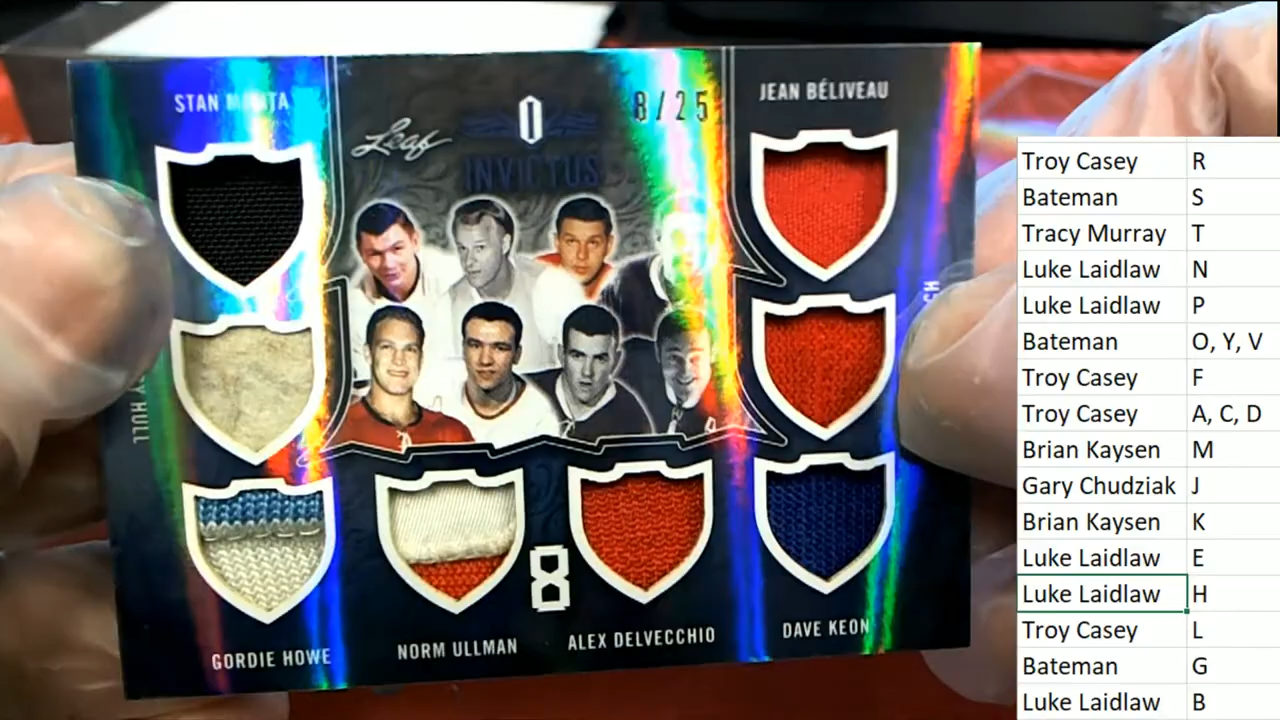 STAN MIKITA
JEAN BÉLIVEAU
8/25
Leaf
INVICTUS
HULL
GORDIE HOWE
NORM ULLMAN
8
ALEX DELVECCHIO
DAVE KEON
Troy Casey R
Bateman S
Tracy Murray T
Luke Laidlaw N
Luke Laidlaw P
Bateman O, Y, V
Troy Casey F
Troy Casey A, C, D
Brian Kaysen M
Gary Chudziak J
Brian Kaysen K
Luke Laidlaw E
Luke Laidlaw H
Troy Casey L
Bateman G
Luke Laidlaw B